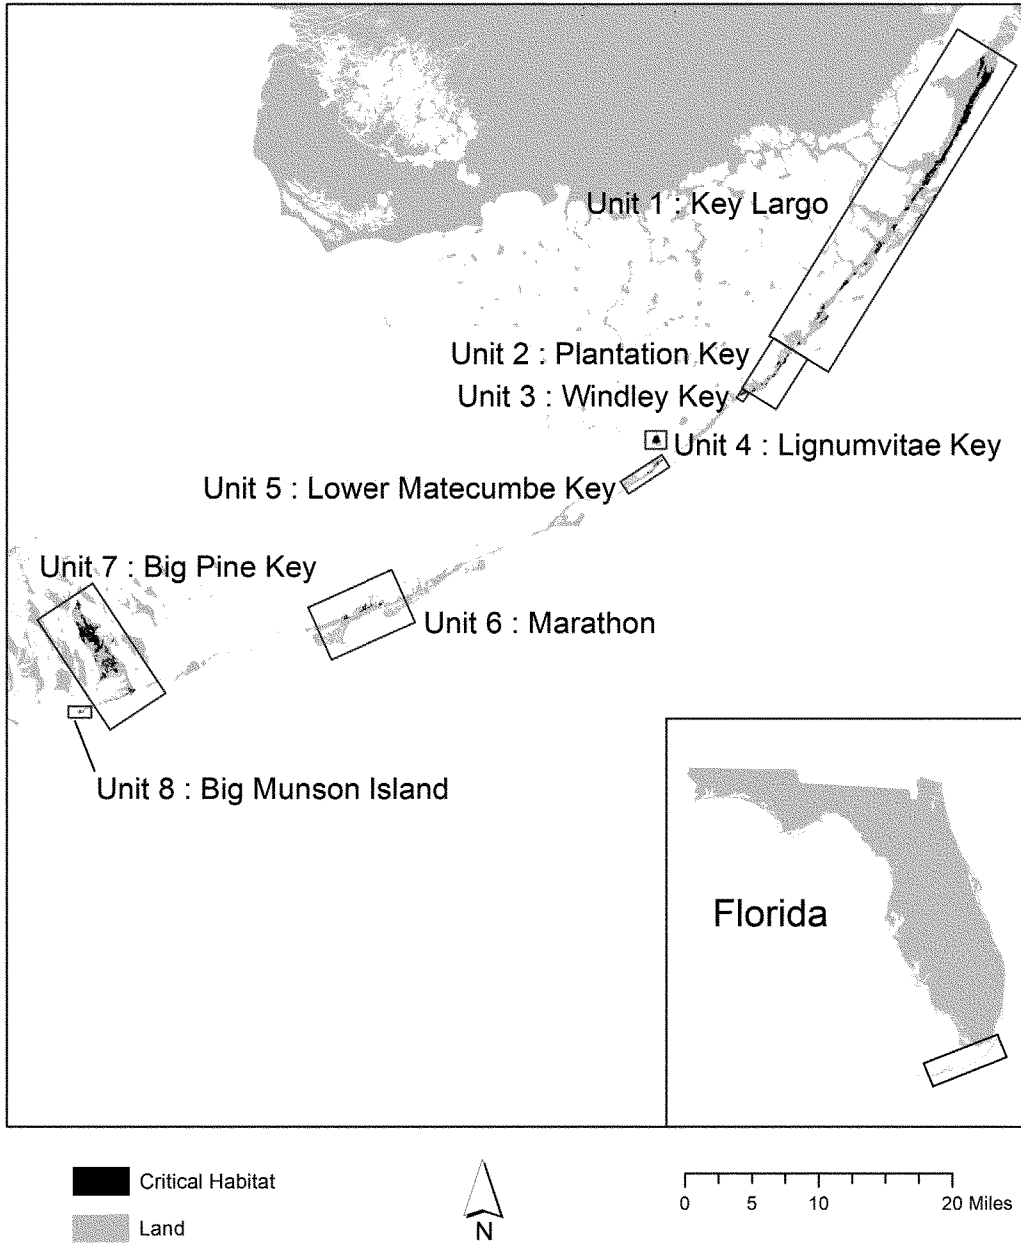 Unit 1 : Key Largo
Unit 2 : Plantation Key
Unit 3 : Windley Key
Unit 4 : Lignumvitae Key
Unit 5 : Lower Matecumbe Key
Unit 7 : Big Pine Key
Unit 6 : Marathon
Unit 8 : Big Munson Island
Florida
Critical Habitat
Land
N
0 5 10 20 Miles